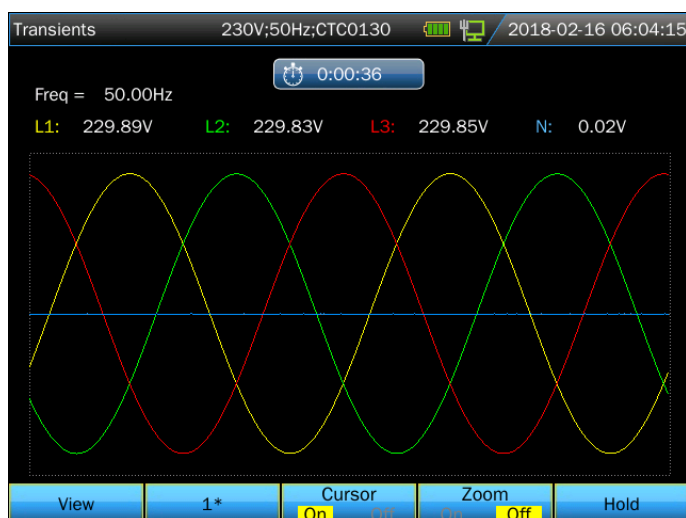 Transients 230V;50Hz;CTC0130 2018-02-16 06:04:15
0:00:36
Freq = 50.00Hz
L1: 229.89V L2: 229.83V L3: 229.85V N: 0.02V
View 1* Cursor Zoom Hold
On Off On Off